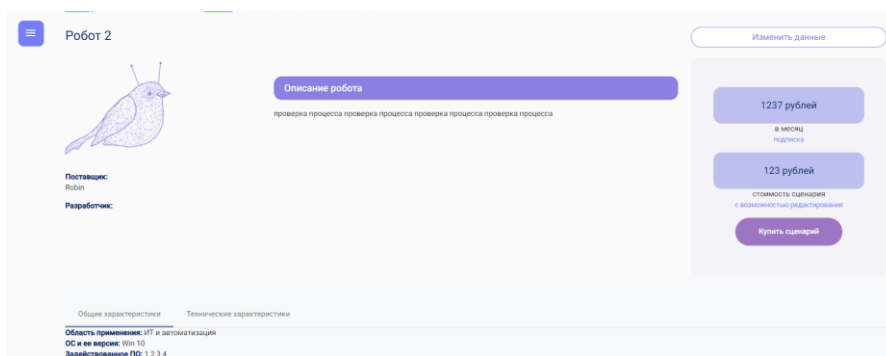 Робот 2
Изменить данные
Описание робота
проверка процесса проверка процесса проверка процесса проверка процесса
1237 рублей
в месяц
подписка
123 рублей
стоимость сценария
с возможностью редактирования
Купить сценарий
Поставщик:
Robin
Разработчик:
Общие характеристики Технические характеристики
Область применения: ИТ и автоматизация
ОС и ее версия: Win 10
Задействованное ПО: 1 2 3 4